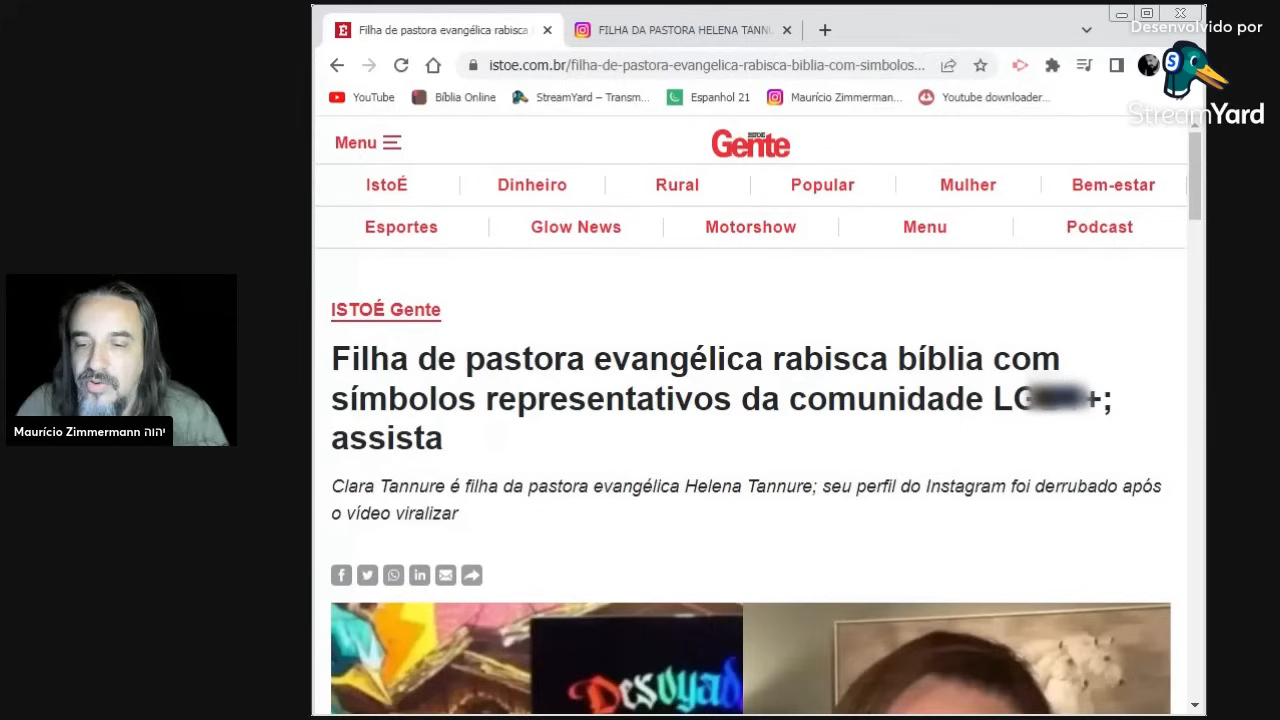 Filha de pastora evangélica rabisca
FILHA DA PASTORA HELENA TANNU
Desenvolvido por
StreamYard
istoe.com.br/filha-de-pastora-evangelica-rabisca-biblia-com-simbolos...
YouTube
Bíblia Online
StreamYard – Transm...
Espanhol 21
Maurício Zimmerman...
Youtube downloader...
Menu
ISTOÉ
Gente
IstoÉ
Dinheiro
Rural
Popular
Mulher
Bem-estar
Esportes
Glow News
Motorshow
Menu
Podcast
ISTOÉ Gente
Filha de pastora evangélica rabisca bíblia com
símbolos representativos da comunidade LG +;
assista
Clara Tannure é filha da pastora evangélica Helena Tannure; seu perfil do Instagram foi derrubado após
o vídeo viralizar
Desvyad
Maurício Zimmermann יהוה